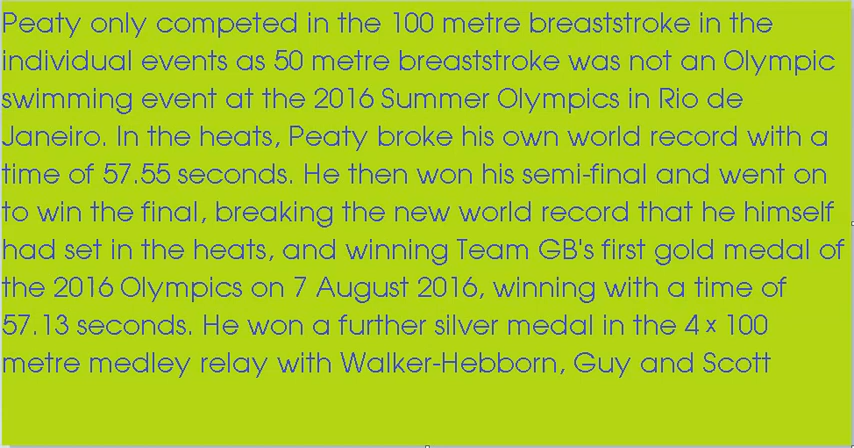 Peaty only competed in the 100 metre breaststroke in the
individual events as 50 metre breaststroke was not an Olympic
swimming event at the 2016 Summer Olympics in Rio de
Janeiro. In the heats, Peaty broke his own world record with a
time of 57.55 seconds. He then won his semi-final and went on
to win the final, breaking the new world record that he himself
had set in the heats, and winning Team GB's first gold medal of
the 2016 Olympics on 7 August 2016, winning with a time of
57.13 seconds. He won a further silver medal in the 4 x 100
metre medley relay with Walker-Hebborn, Guy and Scott